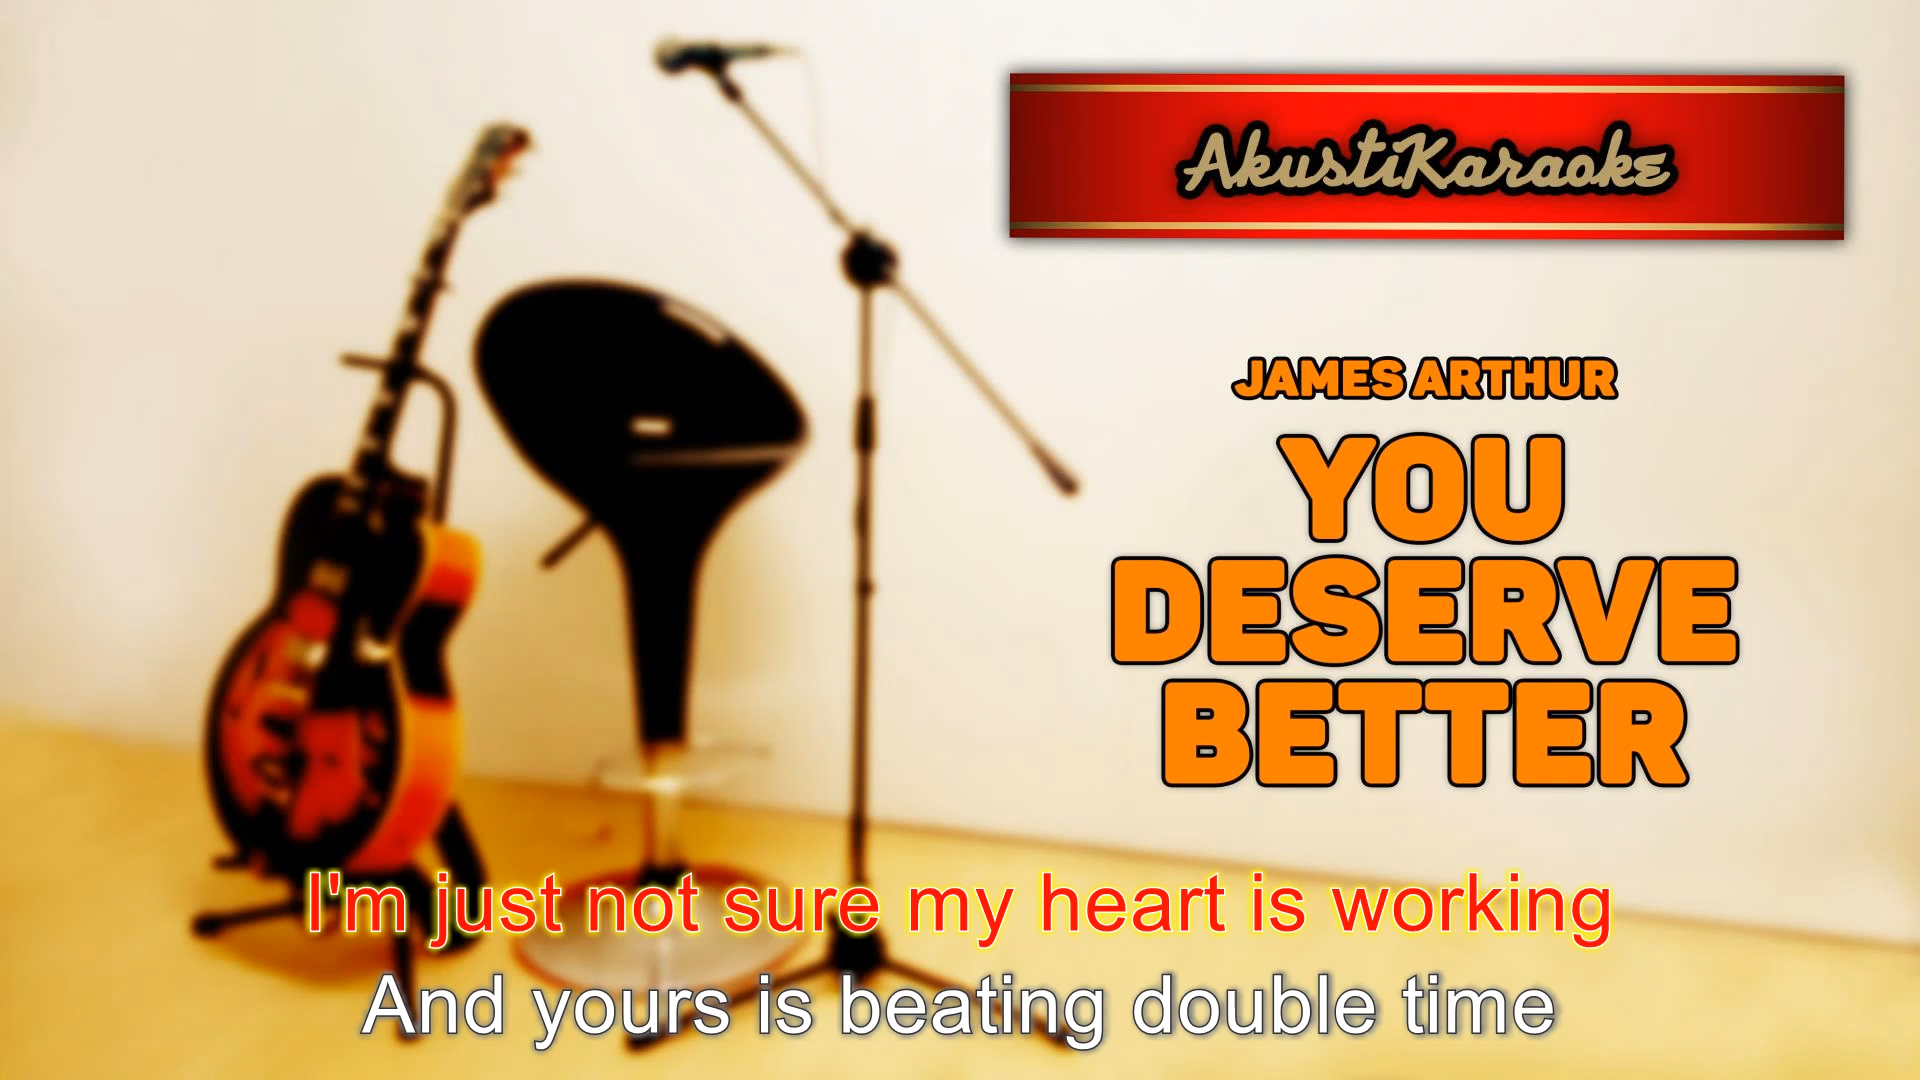 AkustiKaraoke
JAMES ARTHUR
YOU
DESERVE
BETTER
I'm just not sure my heart is working
And yours is beating double time